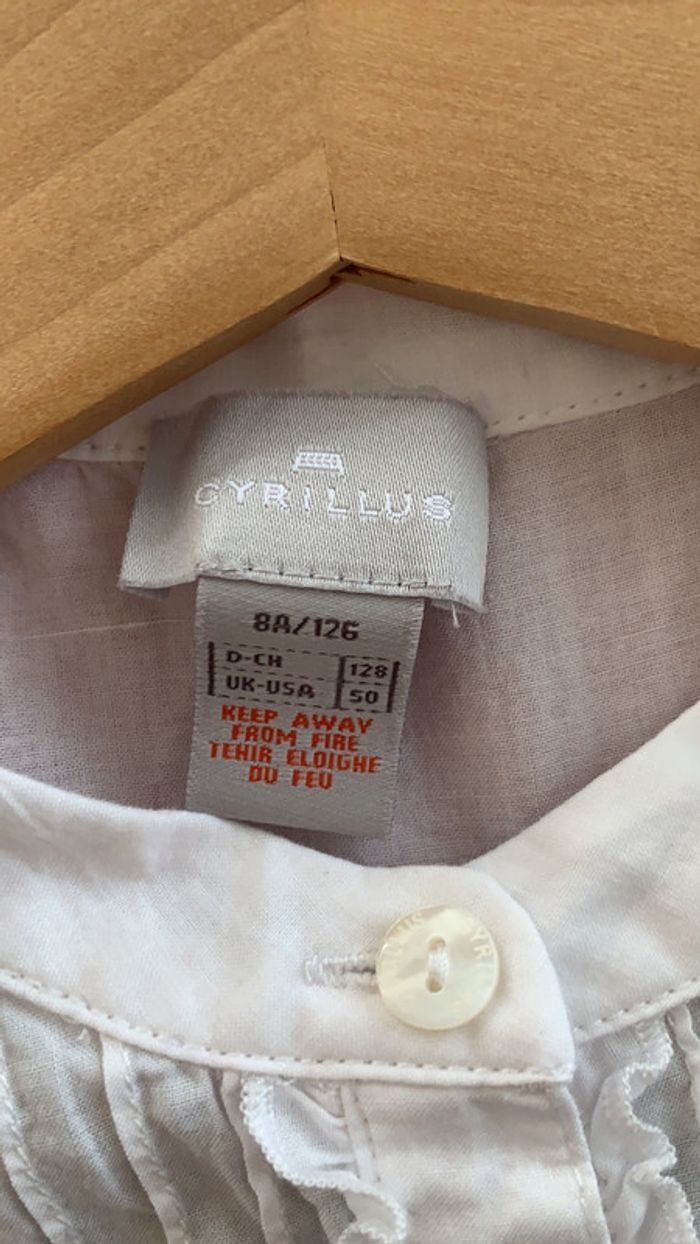 CYRILLUS
8A/126
D-CH 128
UK-USA 50
KEEP AWAY
FROM FIRE
TENIR ELOIGNE
DU FEU